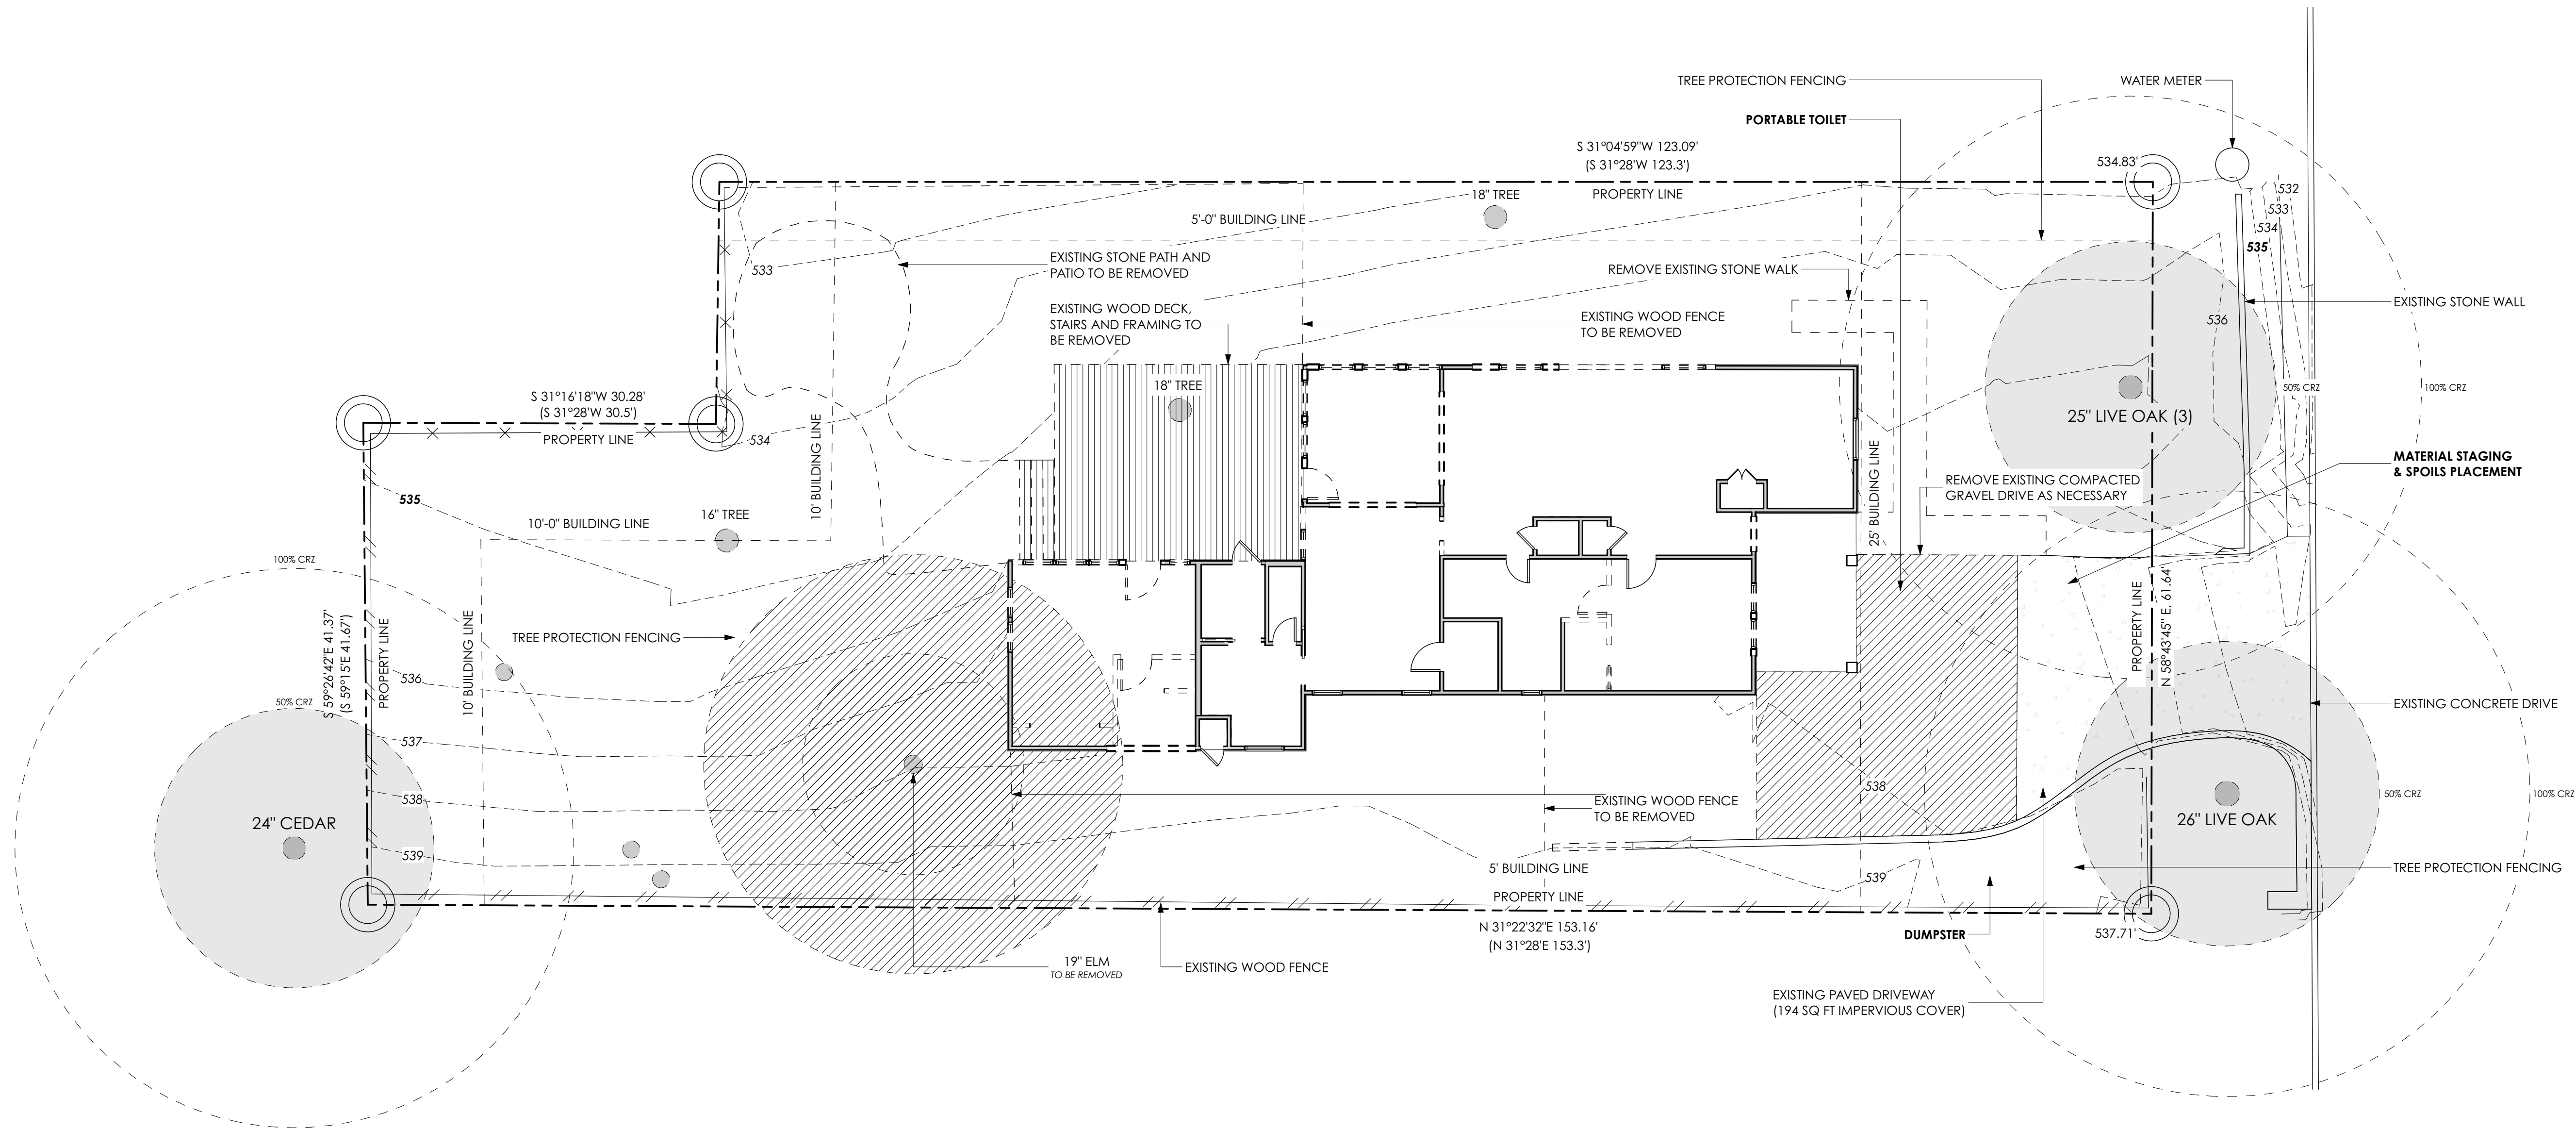 TREE PROTECTION FENCING
WATER METER
PORTABLE TOILET
S 31°04'59"W 123.09'
(S 31°28'W 123.3')
534.83'
PROPERTY LINE
18" TREE
5'-0" BUILDING LINE
532
533
534
535
EXISTING STONE PATH AND
PATIO TO BE REMOVED
533
REMOVE EXISTING STONE WALK
EXISTING WOOD DECK,
STAIRS AND FRAMING TO
BE REMOVED
EXISTING WOOD FENCE
TO BE REMOVED
536
EXISTING STONE WALL
18" TREE
50% CRZ
100% CRZ
S 31°16'18"W 30.28'
(S 31°28'W 30.5')
PROPERTY LINE
534
10' BUILDING LINE
25" LIVE OAK (3)
25' BUILDING LINE
MATERIAL STAGING
& SPOILS PLACEMENT
REMOVE EXISTING COMPACTED
GRAVEL DRIVE AS NECESSARY
535
10'-0" BUILDING LINE
16" TREE
100% CRZ
TREE PROTECTION FENCING
S 59°26'42"E 41.37'
(S 59°15'E 41.67')
PROPERTY LINE
10' BUILDING LINE
536
50% CRZ
PROPERTY LINE
N 58°43'45" E, 61.64'
EXISTING CONCRETE DRIVE
537
538
539
24" CEDAR
538
EXISTING WOOD FENCE
TO BE REMOVED
50% CRZ
100% CRZ
26" LIVE OAK
5' BUILDING LINE
539
TREE PROTECTION FENCING
PROPERTY LINE
N 31°22'32"E 153.16'
(N 31°28'E 153.3')
DUMPSTER
537.71'
19" ELM
TO BE REMOVED
EXISTING WOOD FENCE
EXISTING PAVED DRIVEWAY
(194 SQ FT IMPERVIOUS COVER)